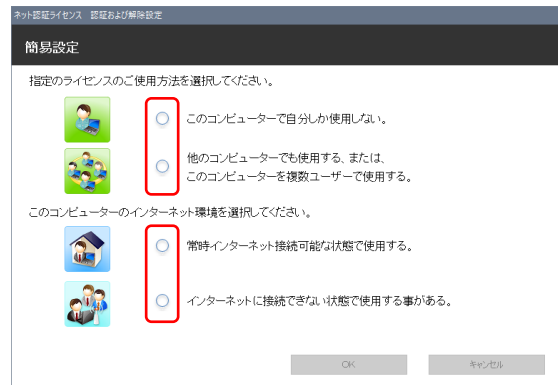 ネット認証ライセンス 認証および解除設定
簡易設定
指定のライセンスのご使用方法を選択してください。
このコンピューターで自分しか使用しない。
他のコンピューターでも使用する、または、
このコンピューターを複数ユーザーで使用する。
このコンピューターのインターネット環境を選択してください。
常時インターネット接続可能な状態で使用する。
インターネットに接続できない状態で使用する事がある。
OK キャンセル